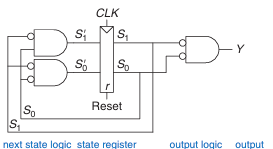 CLK
S'1 S1
Y
S'0 S0
r
Reset
S0
S1
next state logic state register output logic output